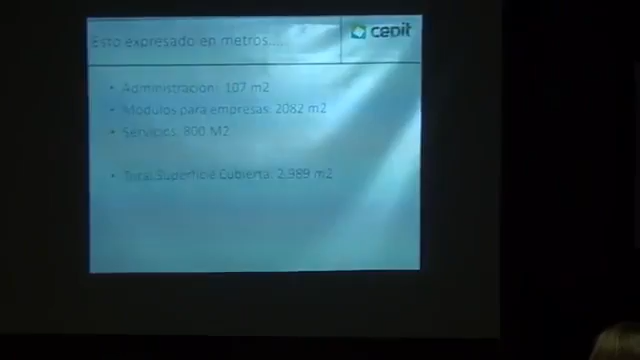 Esto expresado en metros.....
CEDIT
• Administracion: 107 m2
• Modulos para empresas: 2082 m2
• Servicios: 800 M2
• Total Superficie Cubierta: 2.989 m2